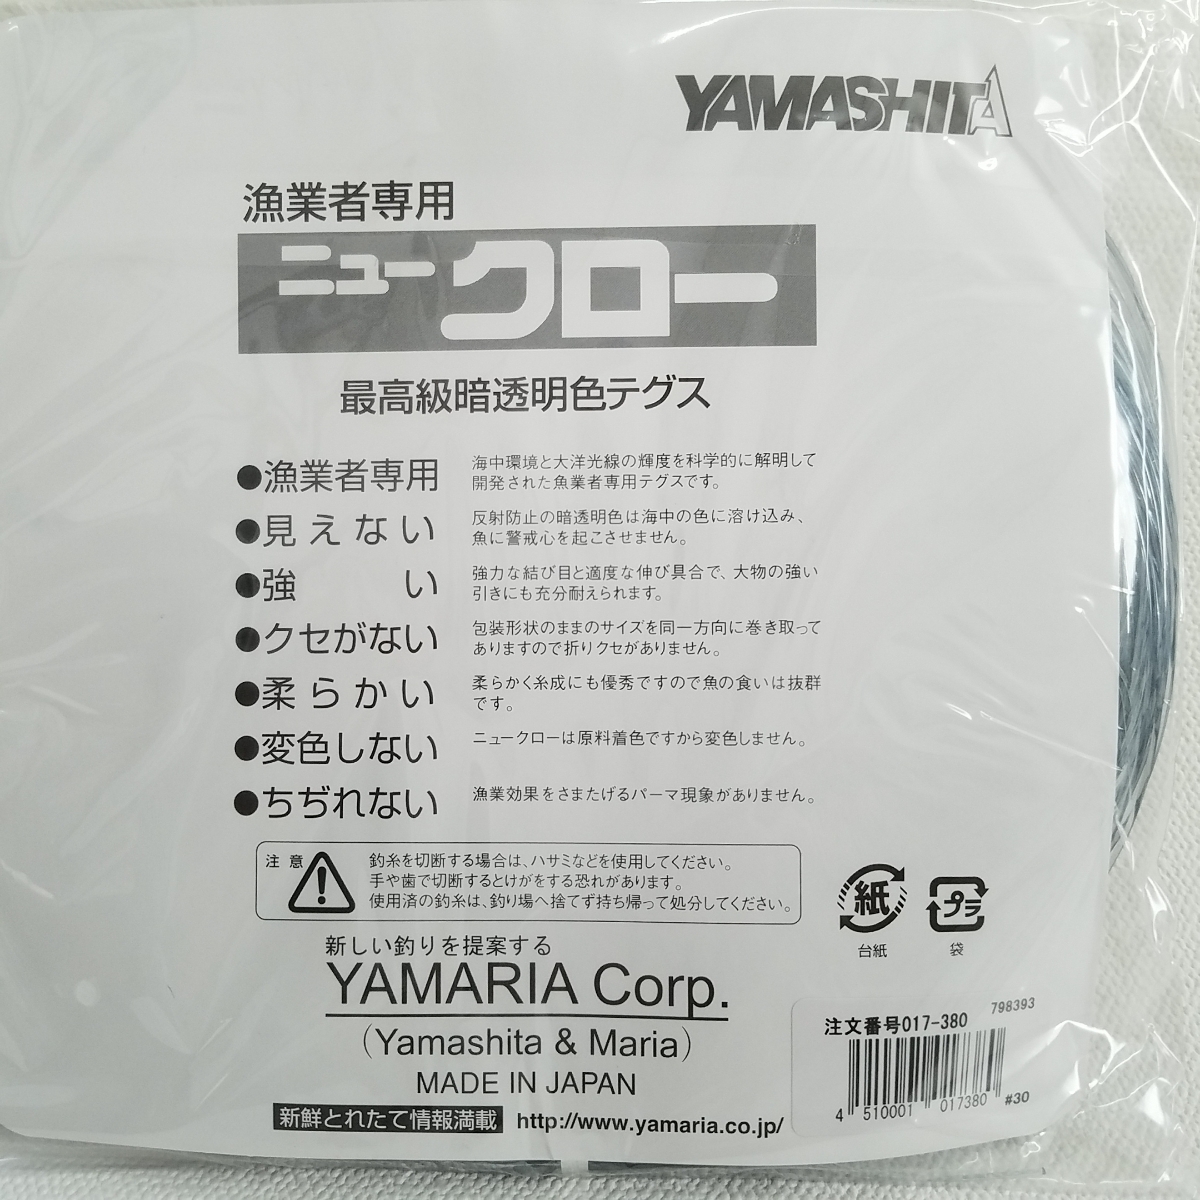 YAMASHITA
漁業者専用
ニュークロー
最高級暗透明色テグス
●漁業者専用
海中環境と大洋光線の輝度を科学的に解明して
開発された魚業者専用テグスです。
●見えない
反射防止の暗透明色は海中の色に溶け込み、
魚に警戒心を起こさせません。
●強い
強力な結び目と適度な伸び具合で、大物の強い
引きにも充分耐えられます。
●クセがない
包装形状のままのサイズを同一方向に巻き取って
ありますので折りクセがありません。
●柔らかい
柔らかく糸成にも優秀ですので魚の食いは抜群
です。
●変色しない
ニュークローは原料着色ですから変色しません。
●ちぢれない
漁業効果をさまたげるパーマ現象がありません。
注意
釣糸を切断する場合は、ハサミなどを使用してください。
手や歯で切断するとけがをする恐れがあります。
使用済の釣糸は、釣り場へ捨てず持ち帰って処分してください。
紙
台紙
プラ
袋
新しい釣りを提案する
YAMARIA Corp.
(Yamashita & Maria)
MADE IN JAPAN
新鮮とれたて情報満載 http://www.yamaria.co.jp/
798393
注文番号017-380
4 510001 017380 #30